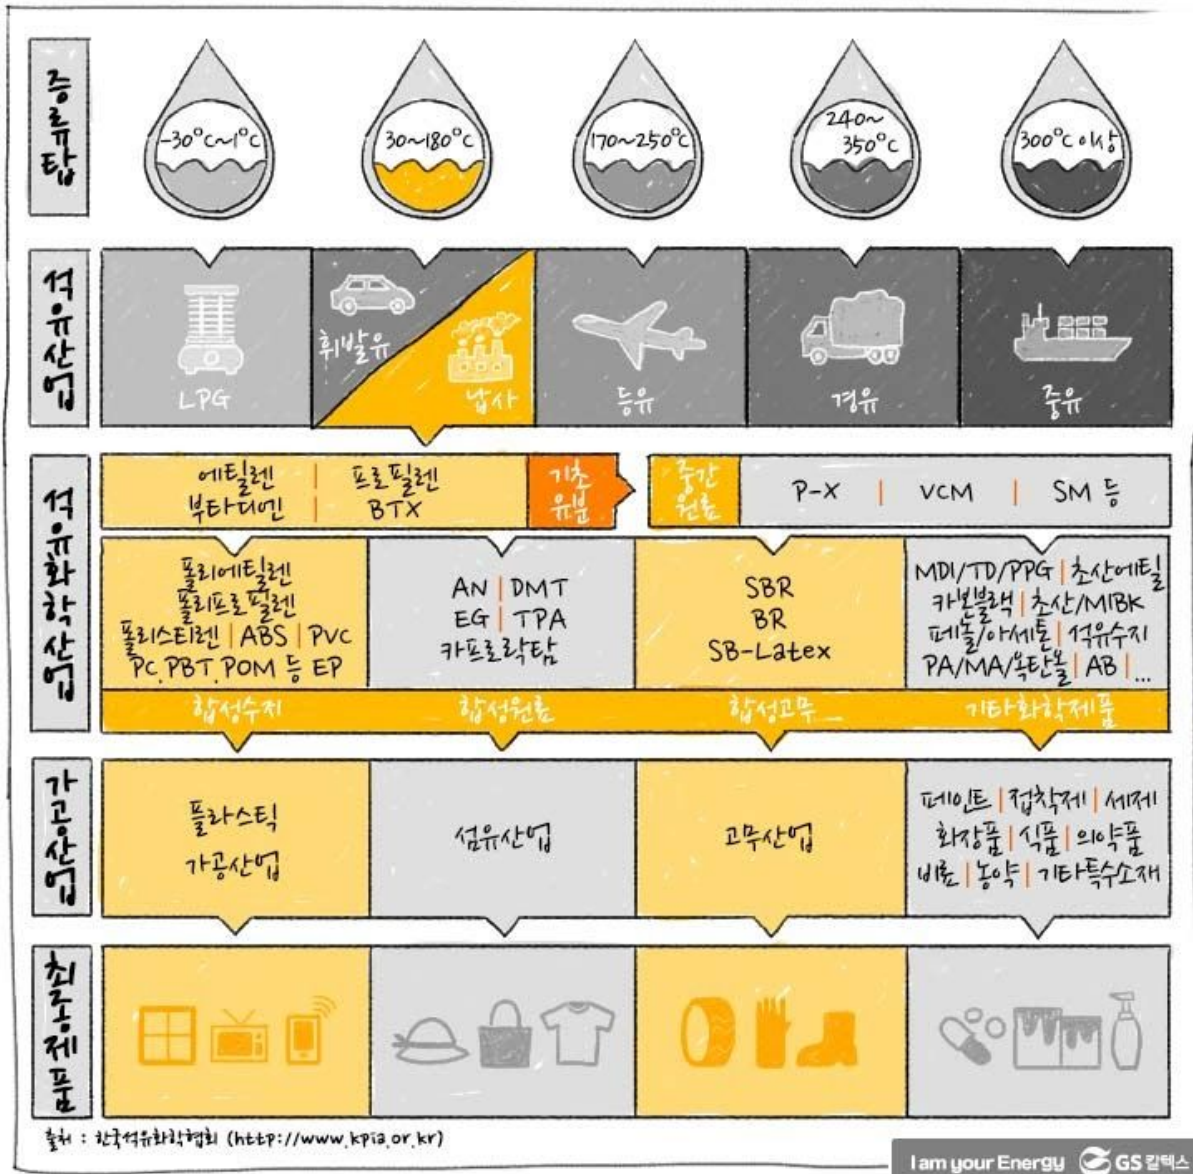 증류탑
-30°C~1°C
30~180°C
170~250°C
240~
350°C
300°C 이상
석유산업
LPG
휘발유
납사
등유
경유
중유
석유화학산업
에틸렌 | 프로필렌
부타디엔 | BTX
기초
유분
중간
원료
P-X | VCM | SM 등
폴리에틸렌
폴리프로필렌
폴리스티렌 | ABS | PVC
PC.PBT.POM 등 EP
합성수지
AN | DMT
EG | TPA
카프로락탐
합성원료
SBR
BR
SB-Latex
합성고무
MDI/TD/PPG | 초산에틸
카본블랙 | 초산/MIBK
페놀/아세톤 | 석유수지
PA/MA/옥탄올 | AB | ...
기타화학제품
가공산업
플라스틱
가공산업
섬유산업
고무산업
페인트 | 접착제 | 세제
화장품 | 식품 | 의약품
비료 | 농약 | 기타특수소재
최종제품
출처 : 한국석유화학협회 (http://www.kpia.or.kr)
I am your Energy GS칼텍스